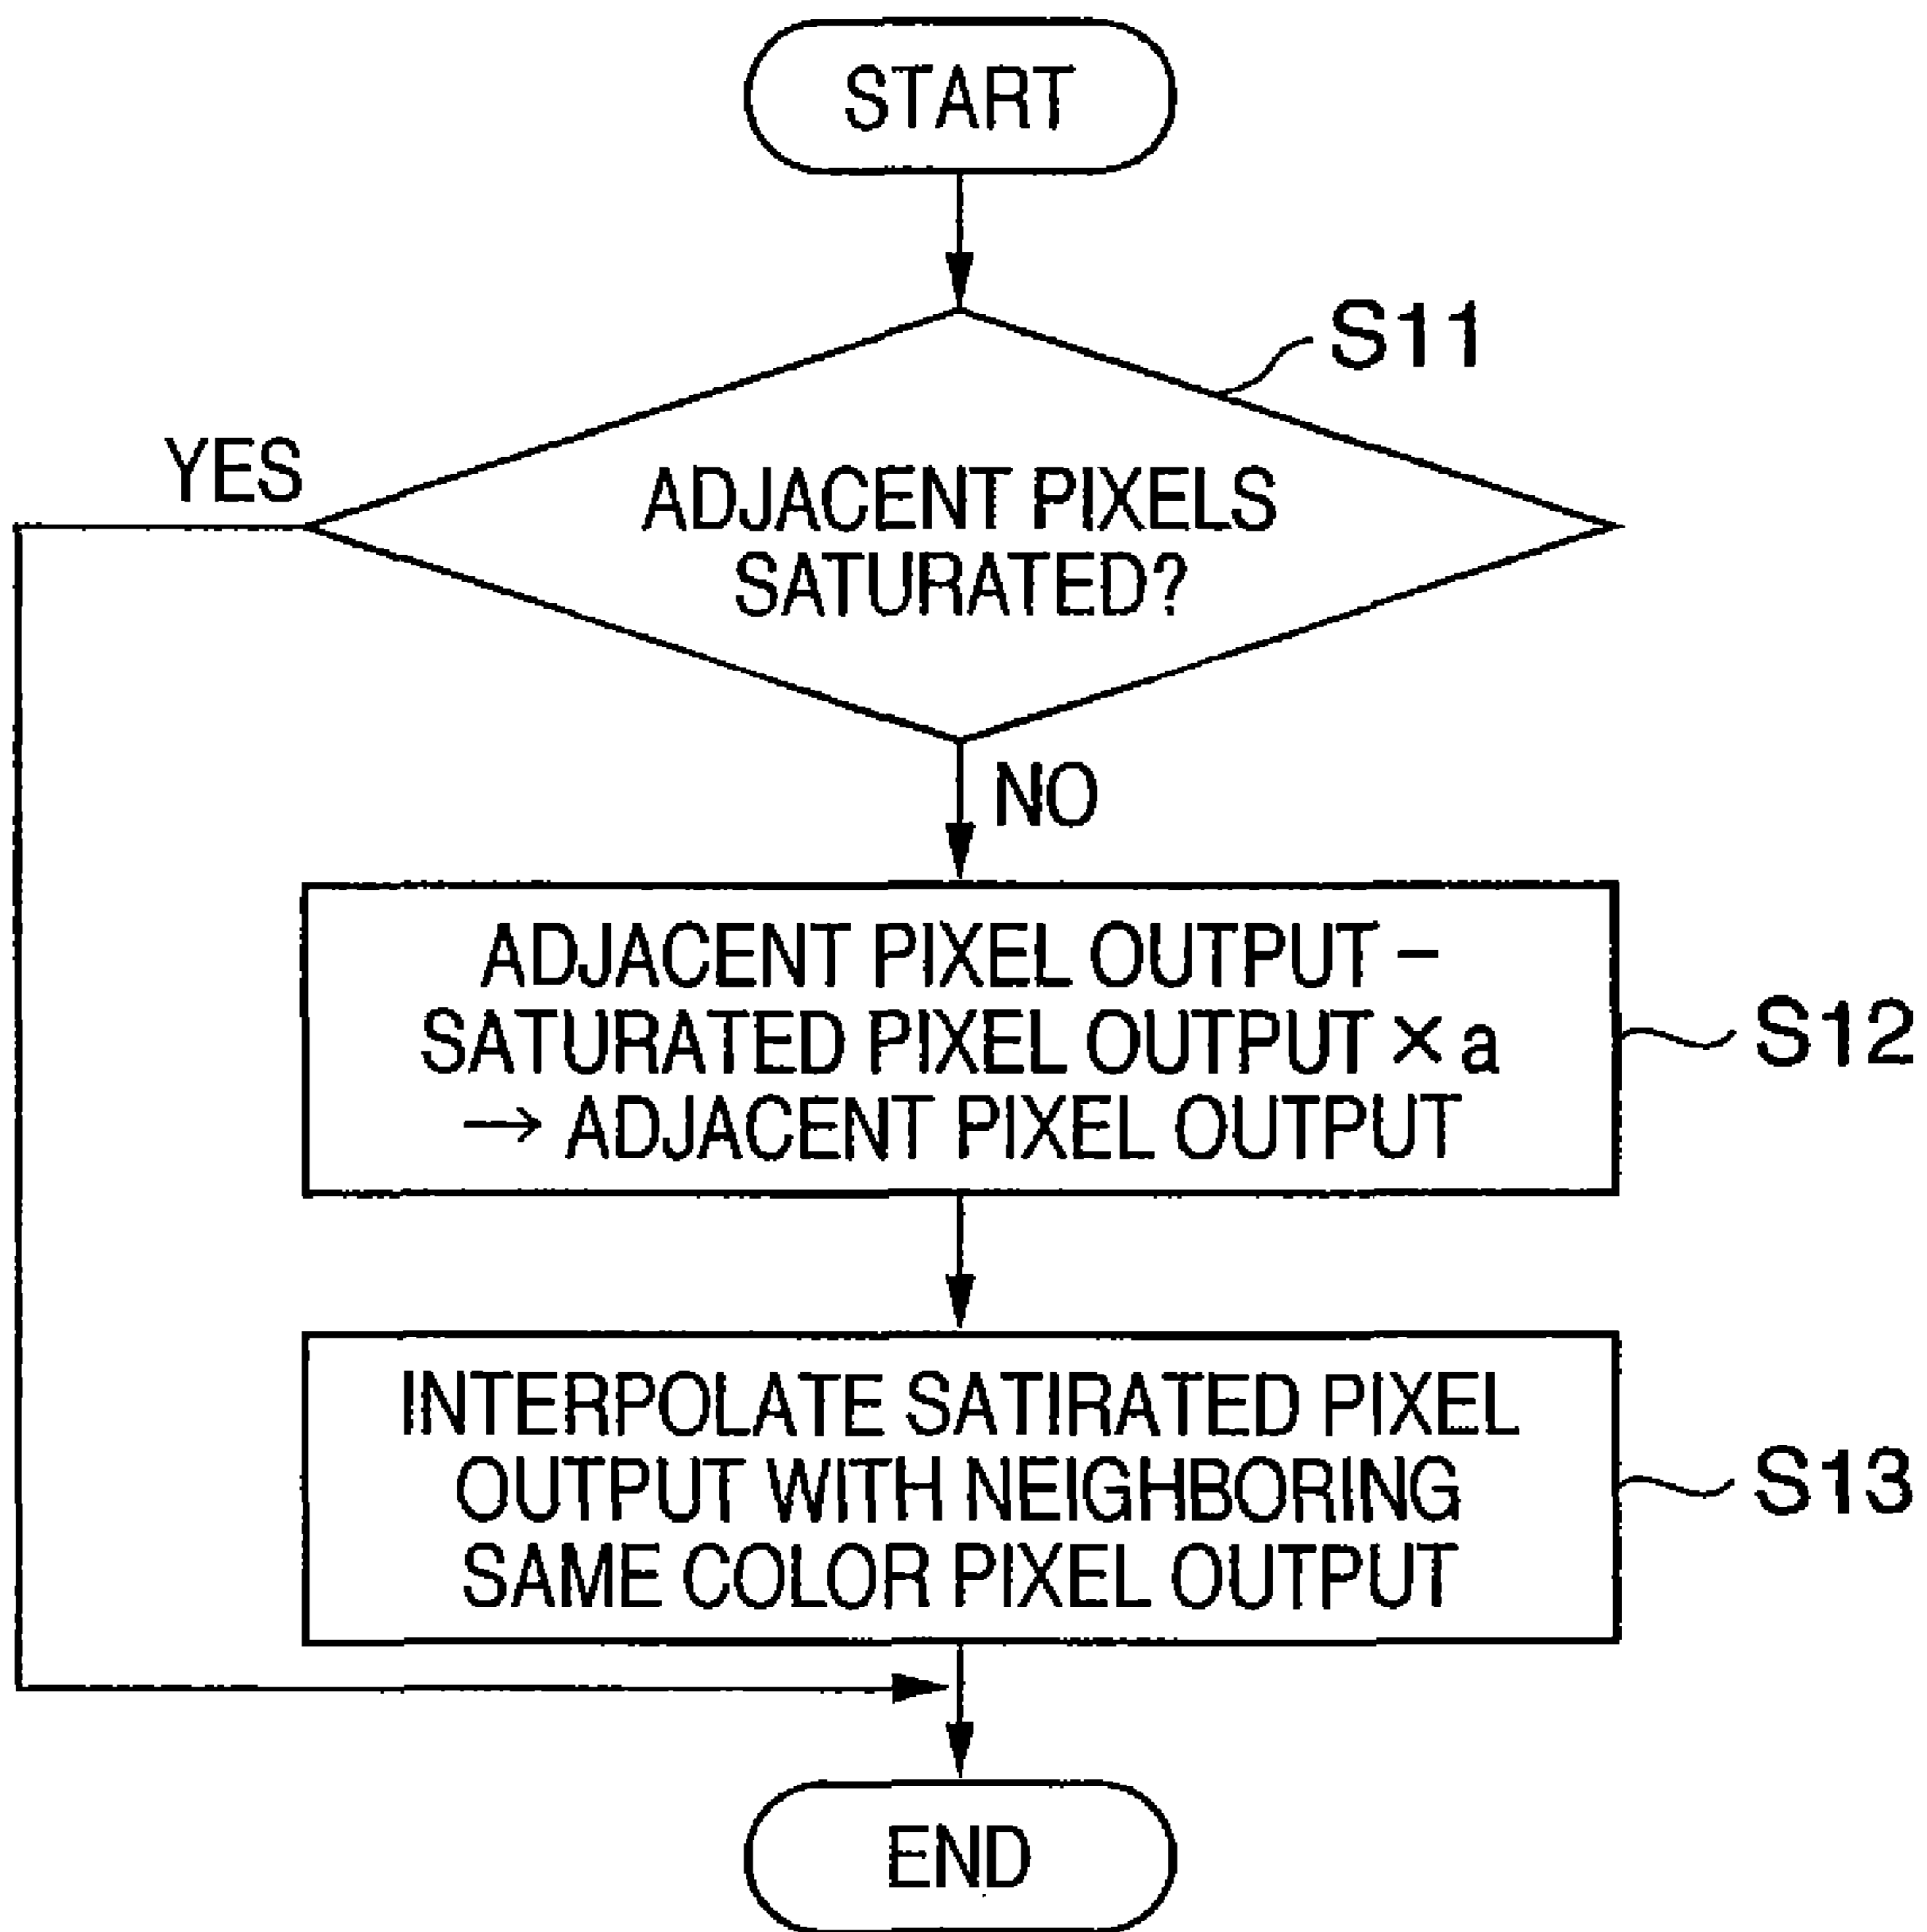 START
S11
YES
ADJACENT PIXELS
SATURATED?
NO
ADJACENT PIXEL OUTPUT −
SATURATED PIXEL OUTPUT × a
→ ADJACENT PIXEL OUTPUT
S12
INTERPOLATE SATIRATED PIXEL
OUTPUT WITH NEIGHBORING
SAME COLOR PIXEL OUTPUT
S13
END